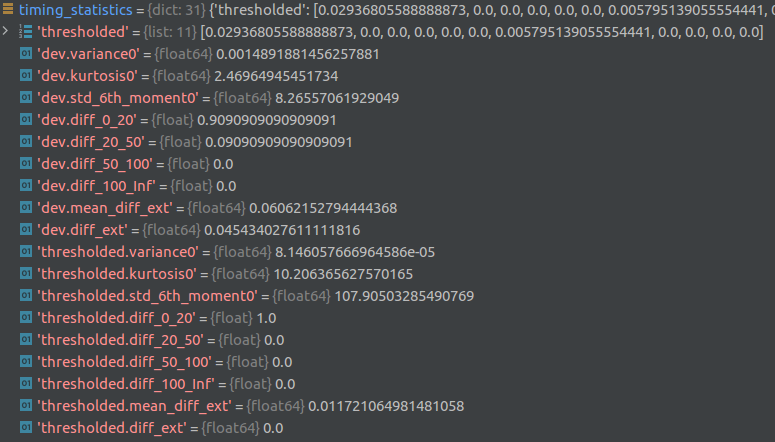 timing_statistics = {dict: 31} {'thresholded': [0.02936805588888873, 0.0, 0.0, 0.0, 0.0, 0.0, 0.005795139055554441, 0
'thresholded' = {list: 11} [0.02936805588888873, 0.0, 0.0, 0.0, 0.0, 0.0, 0.005795139055554441, 0.0, 0.0, 0.0, 0.0]
'dev.variance0' = {float64} 0.0014891881456257881
'dev.kurtosis0' = {float64} 2.46964945451734
'dev.std_6th_moment0' = {float64} 8.26557061929049
'dev.diff_0_20' = {float} 0.9090909090909091
'dev.diff_20_50' = {float} 0.09090909090909091
'dev.diff_50_100' = {float} 0.0
'dev.diff_100_Inf' = {float} 0.0
'dev.mean_diff_ext' = {float64} 0.06062152794444368
'dev.diff_ext' = {float64} 0.045434027611111816
'thresholded.variance0' = {float64} 8.146057666964586e-05
'thresholded.kurtosis0' = {float64} 10.206365627570165
'thresholded.std_6th_moment0' = {float64} 107.90503285490769
'thresholded.diff_0_20' = {float} 1.0
'thresholded.diff_20_50' = {float} 0.0
'thresholded.diff_50_100' = {float} 0.0
'thresholded.diff_100_Inf' = {float} 0.0
'thresholded.mean_diff_ext' = {float64} 0.011721064981481058
'thresholded.diff_ext' = {float64} 0.0